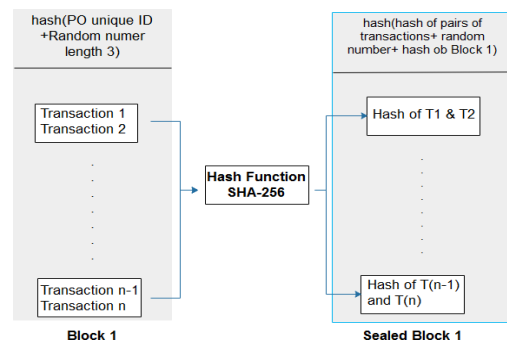 hash(PO unique ID
+Random numer
length 3)
Transaction 1
Transaction 2
Transaction n-1
Transaction n
Block 1
Hash Function
SHA-256
hash(hash of pairs of
transactions+ random
number+ hash ob Block 1)
Hash of T1 & T2
Hash of T(n-1)
and T(n)
Sealed Block 1